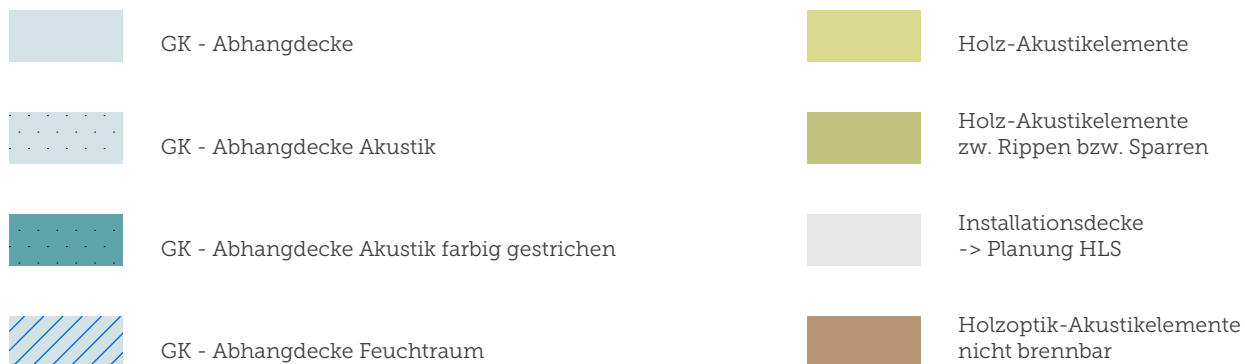 GK - Abhangdecke
GK - Abhangdecke Akustik
GK - Abhangdecke Akustik farbig gestrichen
GK - Abhangdecke Feuchtraum
Holz-Akustikelemente
Holz-Akustikelemente
zw. Rippen bzw. Sparren
Installationsdecke
-> Planung HLS
Holzoptik-Akustikelemente
nicht brennbar